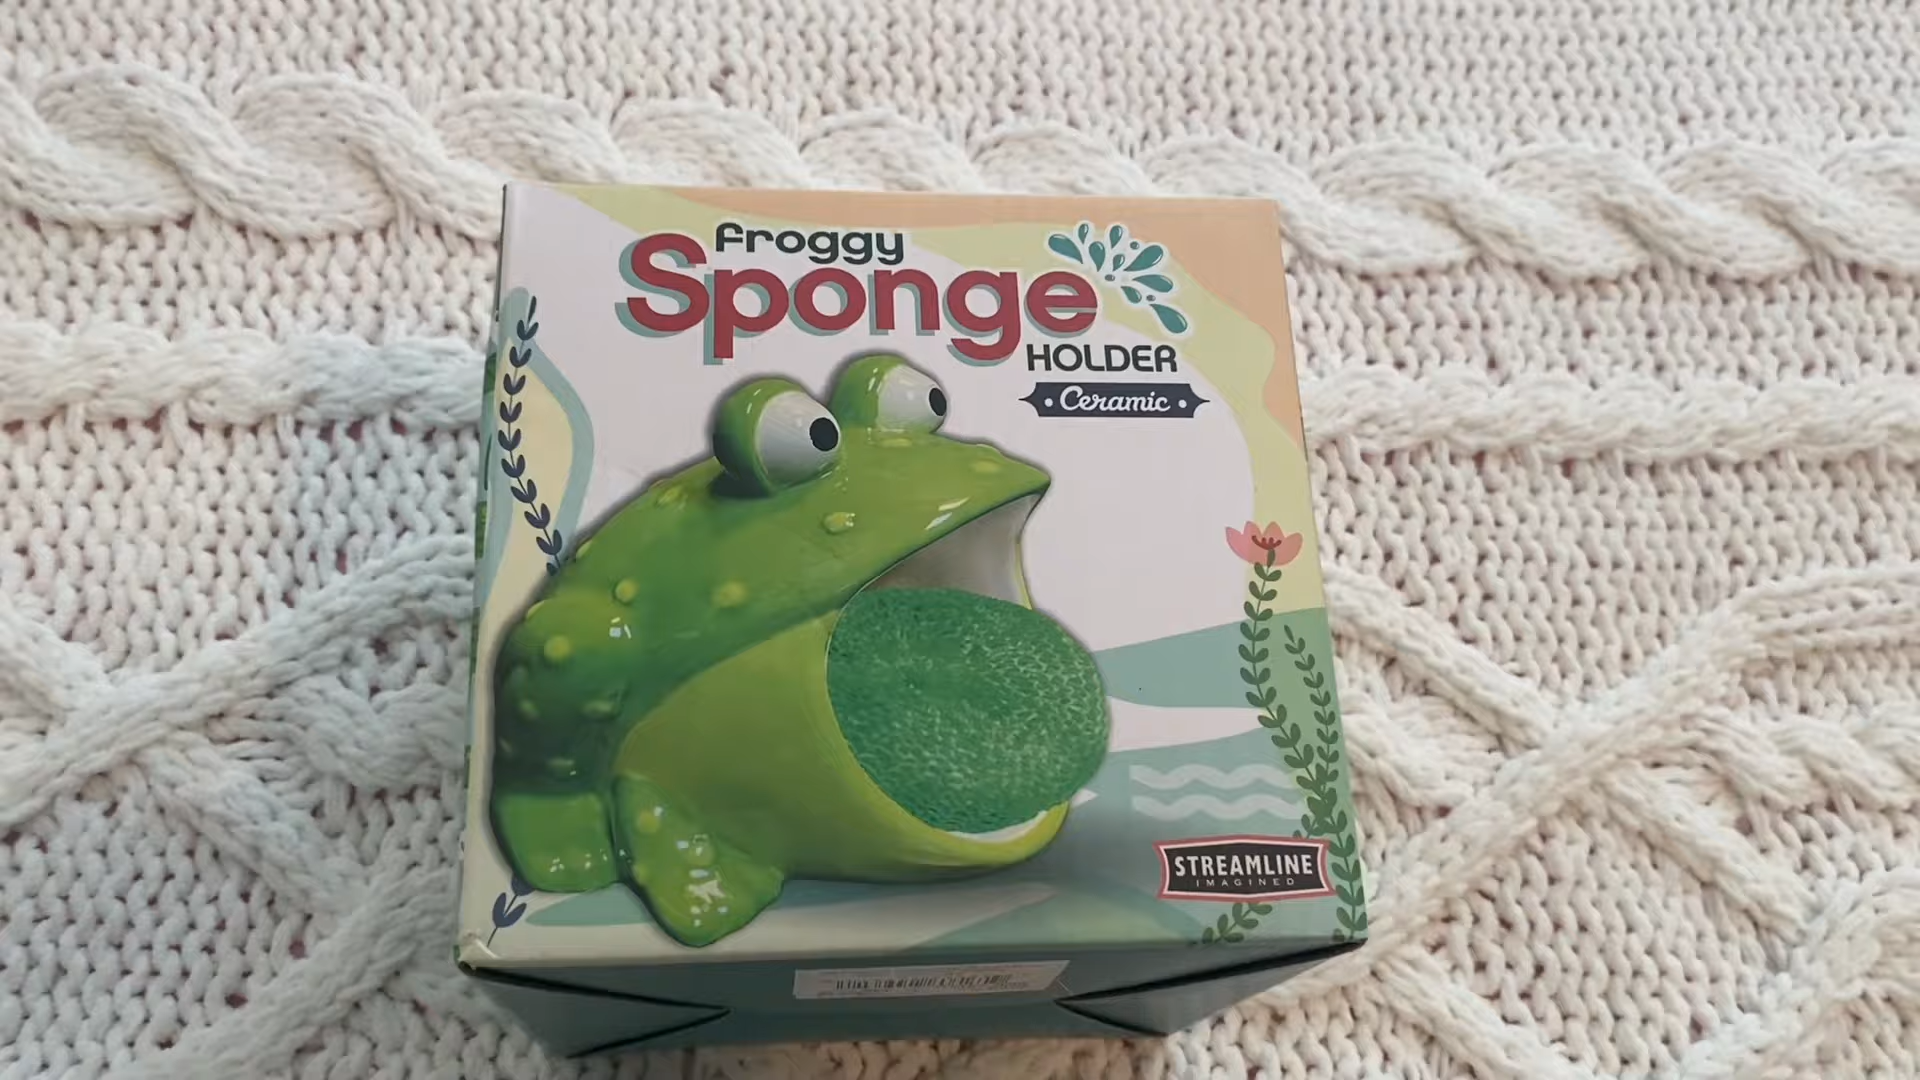 Froggy
Sponge
HOLDER
Ceramic
STREAMLINE
IMAGINED